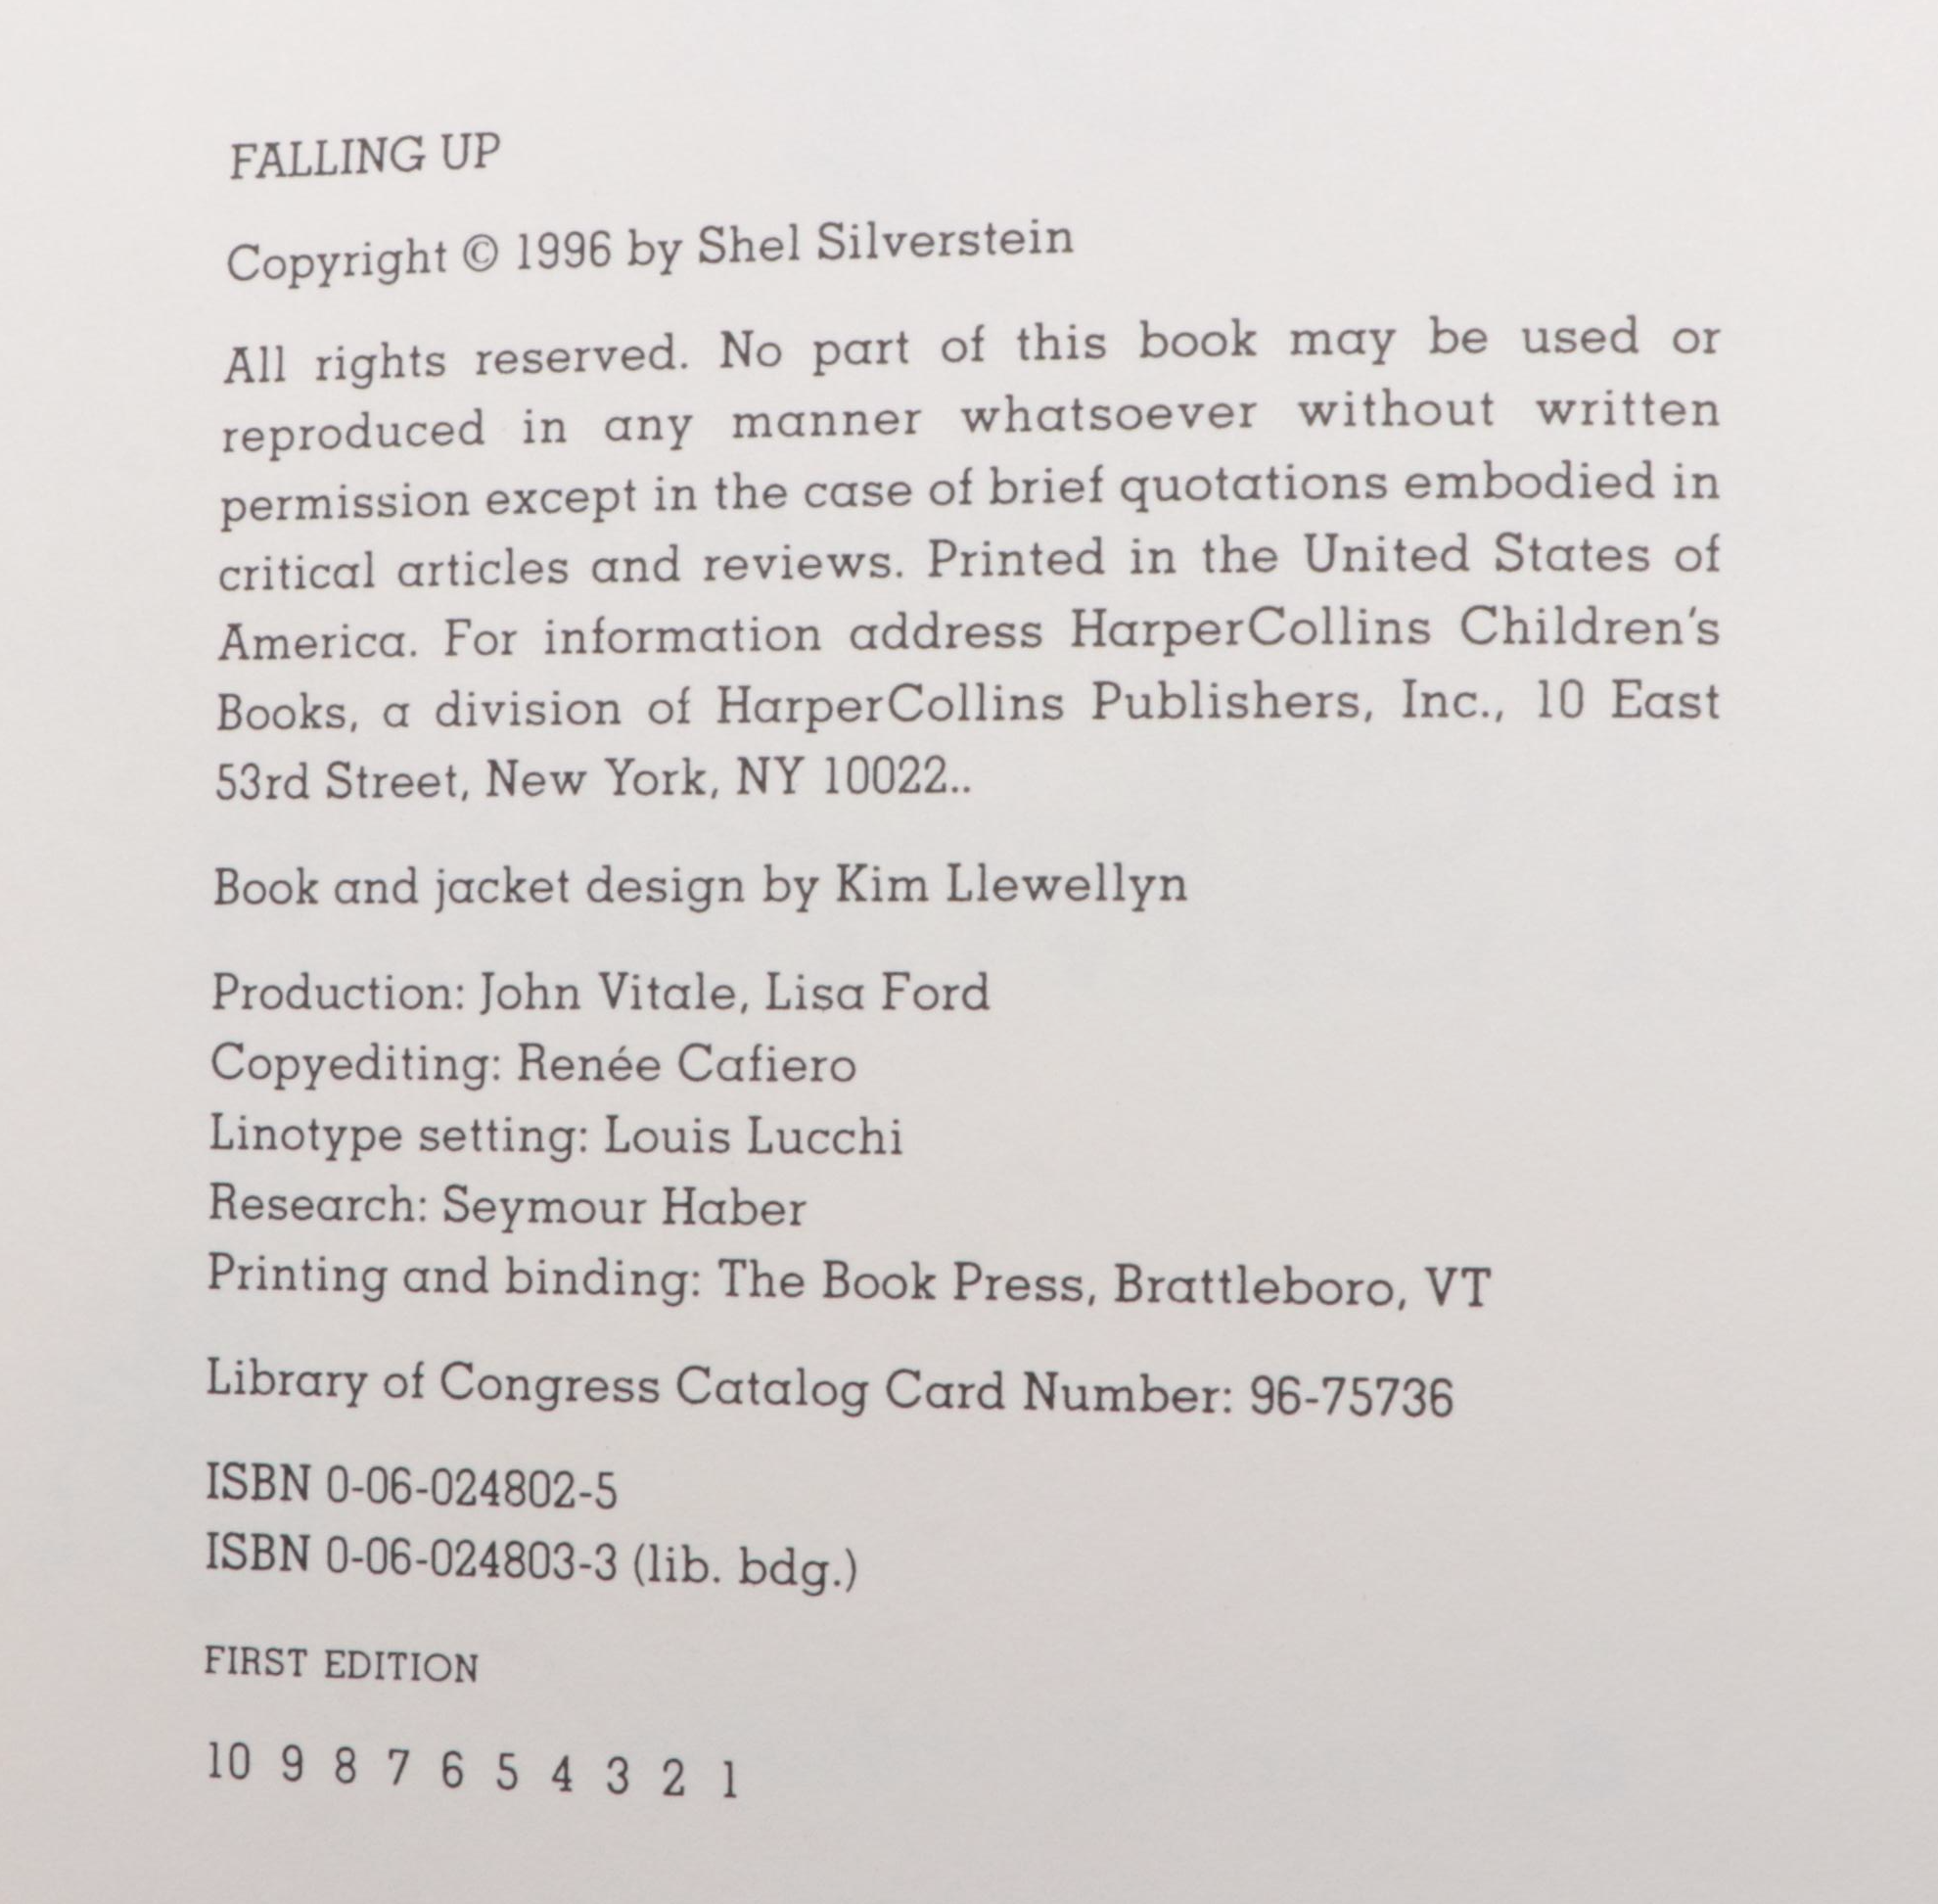 FALLING UP
Copyright © 1996 by Shel Silverstein
All rights reserved. No part of this book may be used or
reproduced in any manner whatsoever without written
permission except in the case of brief quotations embodied in
critical articles and reviews. Printed in the United States of
America. For information address HarperCollins Children's
Books, a division of HarperCollins Publishers, Inc., 10 East
53rd Street, New York, NY 10022..
Book and jacket design by Kim Llewellyn
Production: John Vitale, Lisa Ford
Copyediting: Renée Cafiero
Linotype setting: Louis Lucchi
Research: Seymour Haber
Printing and binding: The Book Press, Brattleboro, VT
Library of Congress Catalog Card Number: 96-75736
ISBN 0-06-024802-5
ISBN 0-06-024803-3 (lib. bdg.)
FIRST EDITION
10 9 8 7 6 5 4 3 2 1